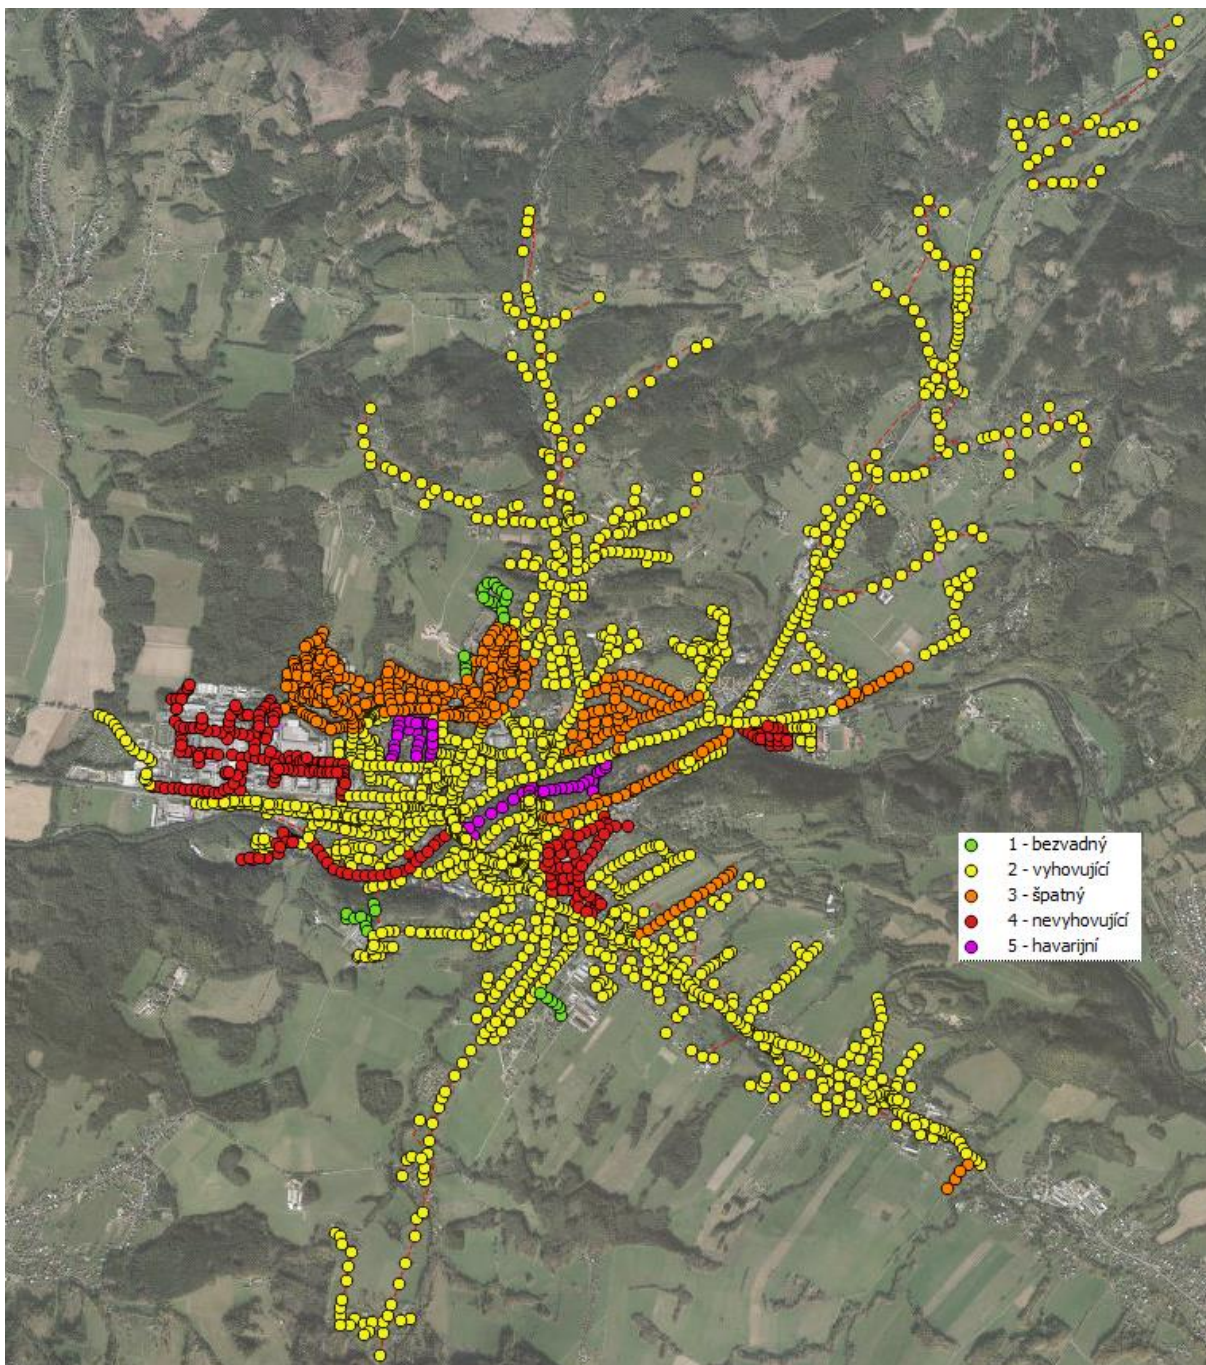 1 - bezvadný
2 - vyhovující
3 - špatný
4 - nevyhovující
5 - havarijní